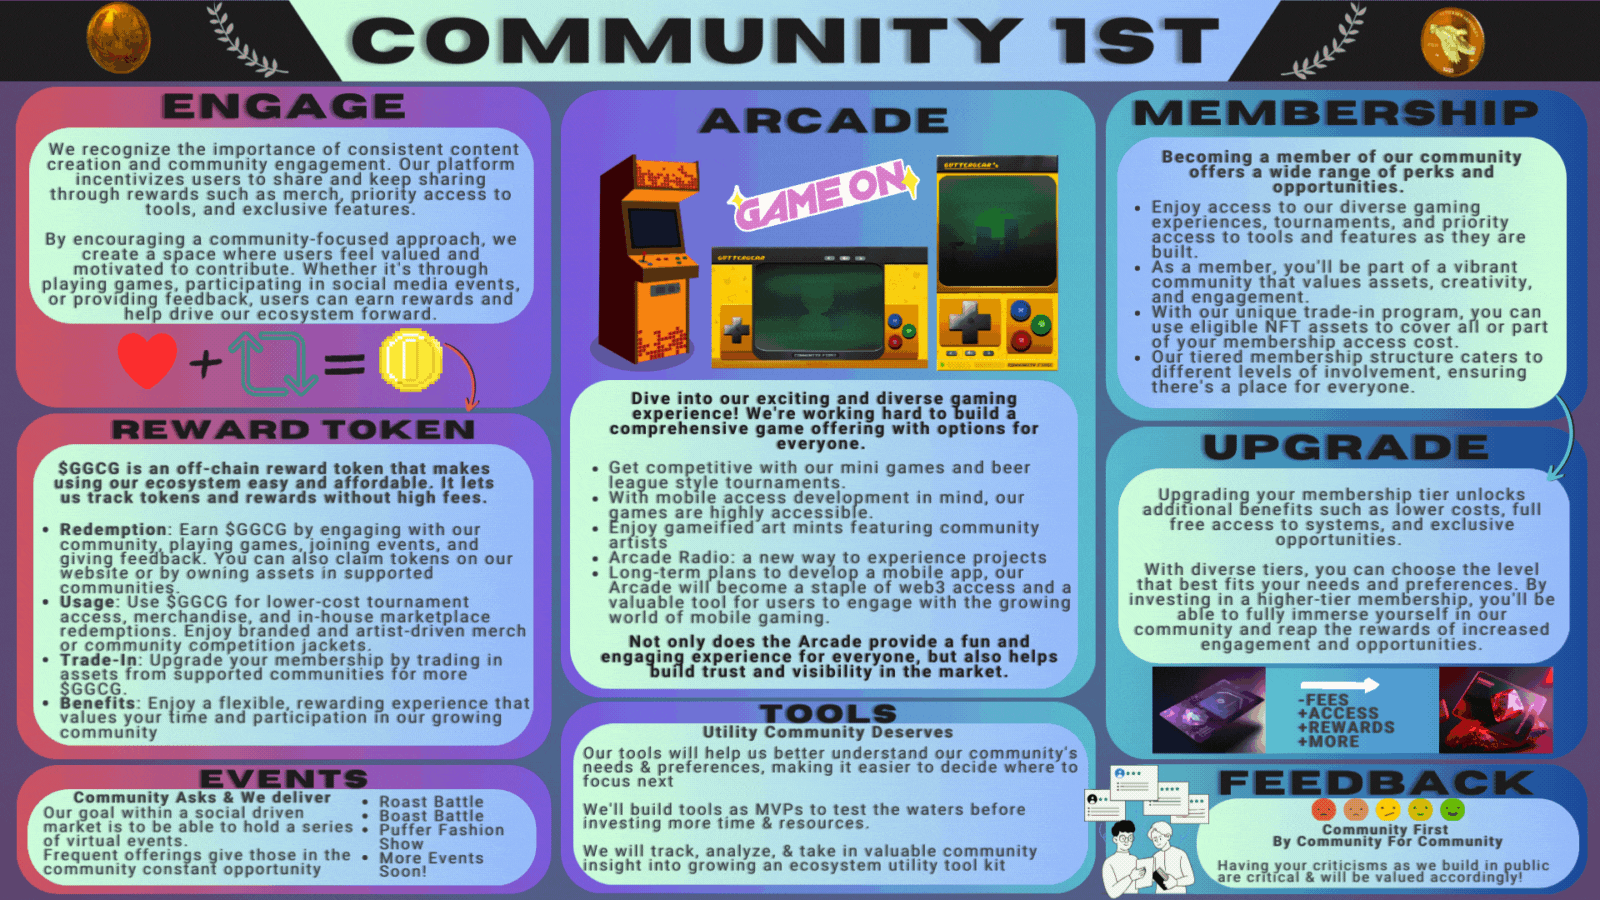 COMMUNITY 1ST
ENGAGE
We recognize the importance of consistent content
creation and community engagement. Our platform
incentivizes users to share and keep sharing
through rewards such as merch, priority access to
tools, and exclusive features.
By encouraging a community-focused approach, we
create a space where users feel valued and
motivated to contribute. Whether it's through
playing games, participating in social media events,
or providing feedback, users can earn rewards and
help drive our ecosystem forward.
REWARD TOKEN
$GGCG is an off-chain reward token that makes
using our ecosystem easy and affordable. It lets
us track tokens and rewards without high fees.
• Redemption: Earn $GGCG by engaging with our
community, playing games, joining events, and
giving feedback. You can also claim tokens on our
website or by owning assets in supported
communities.
• Usage: Use $GGCG for lower-cost tournament
access, merchandise, and in-house marketplace
redemptions. Enjoy branded and artist-driven merch
or community competition jackets.
• Trade-In: Upgrade your membership by trading in
assets from supported communities for more
$GGCG.
• Benefits: Enjoy a flexible, rewarding experience that
values your time and participation in our growing
community
EVENTS
Community Asks & We deliver
Our goal within a social driven
market is to be able to hold a series
of virtual events.
Frequent offerings give those in the
community constant opportunity
• Roast Battle
• Boast Battle
• Puffer Fashion
Show
• More Events
Soon!
ARCADE
GAME ON
GUTTERGEAR
GUTTERGEAR's
COMMUNITY FIRST
COMMUNITY FIRST
Dive into our exciting and diverse gaming
experience! We're working hard to build a
comprehensive game offering with options for
everyone.
• Get competitive with our mini games and beer
league style tournaments.
• With mobile access development in mind, our
games are highly accessible.
• Enjoy gameified art mints featuring community
artists
• Arcade Radio: a new way to experience projects
• Long-term plans to develop a mobile app, our
Arcade will become a staple of web3 access and a
valuable tool for users to engage with the growing
world of mobile gaming.
Not only does the Arcade provide a fun and
engaging experience for everyone, but also helps
build trust and visibility in the market.
TOOLS
Utility Community Deserves
Our tools will help us better understand our community's
needs & preferences, making it easier to decide where to
focus next
We'll build tools as MVPs to test the waters before
investing more time & resources.
We will track, analyze, & take in valuable community
insight into growing an ecosystem utility tool kit
MEMBERSHIP
Becoming a member of our community
offers a wide range of perks and
opportunities.
• Enjoy access to our diverse gaming
experiences, tournaments, and priority
access to tools and features as they are
built.
• As a member, you'll be part of a vibrant
community that values assets, creativity,
and engagement.
• With our unique trade-in program, you can
use eligible NFT assets to cover all or part
of your membership access cost.
• Our tiered membership structure caters to
different levels of involvement, ensuring
there's a place for everyone.
UPGRADE
Upgrading your membership tier unlocks
additional benefits such as lower costs, full
free access to systems, and exclusive
opportunities.
With diverse tiers, you can choose the level
that best fits your needs and preferences. By
investing in a higher-tier membership, you'll be
able to fully immerse yourself in our
community and reap the rewards of increased
engagement and opportunities.
-FEES
+ACCESS
+REWARDS
+MORE
FEEDBACK
Community First
By Community For Community
Having your criticisms as we build in public
are critical & will be valued accordingly!